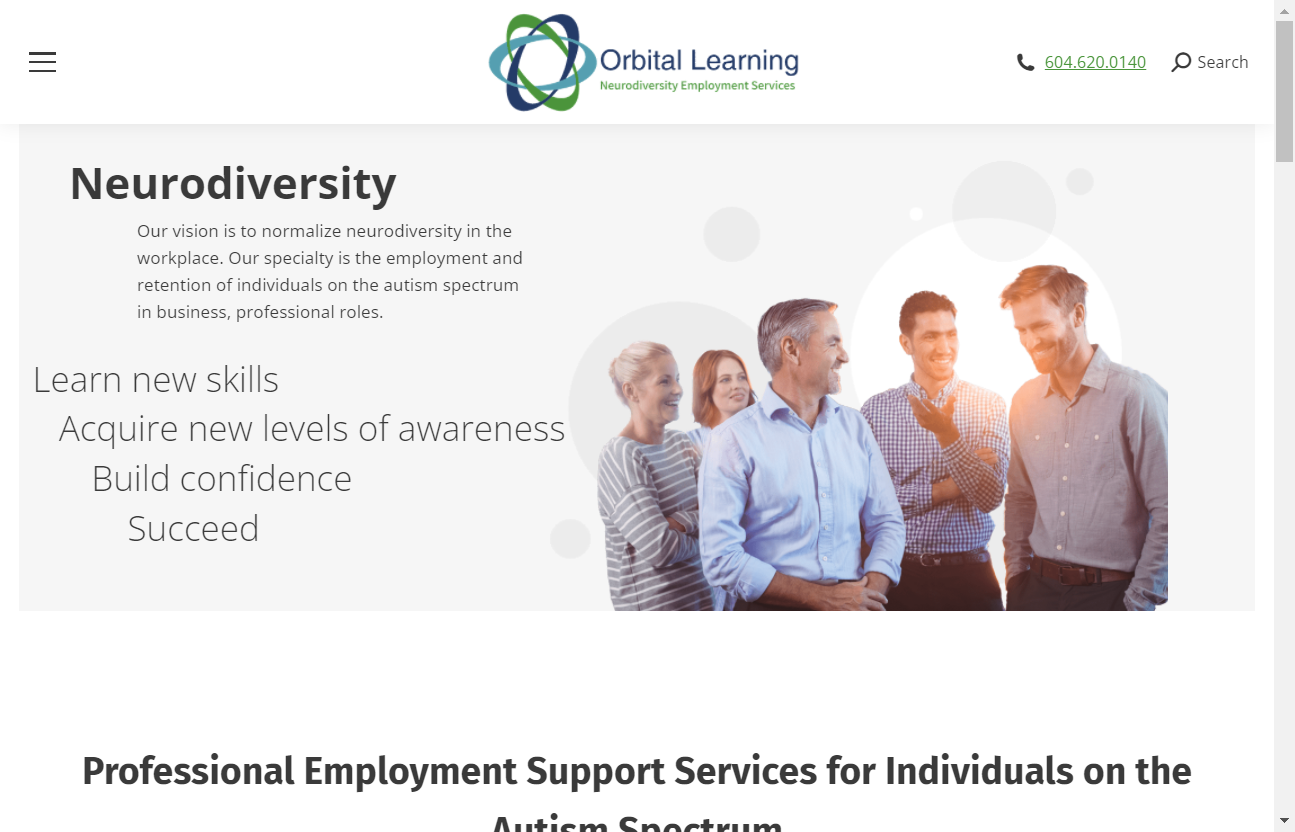 Orbital Learning
Neurodiversity Employment Services
604.620.0140
Search
Neurodiversity
Our vision is to normalize neurodiversity in the
workplace. Our specialty is the employment and
retention of individuals on the autism spectrum
in business, professional roles.
Learn new skills
Acquire new levels of awareness
Build confidence
Succeed
Professional Employment Support Services for Individuals on the
Autism Spectrum